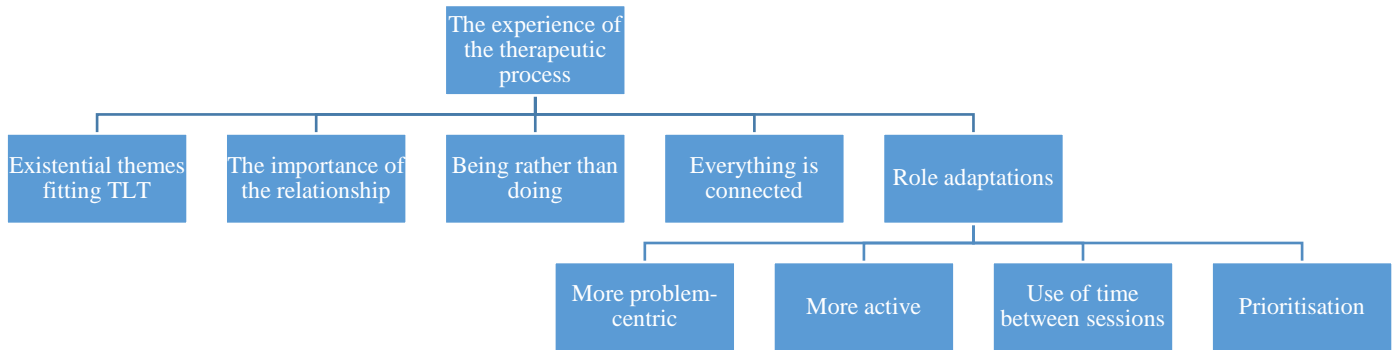 The experience of
the therapeutic
process
Existential themes
fitting TLT
The importance of
the relationship
Being rather than
doing
Everything is
connected
Role adaptations
More problem-
centric
More active
Use of time
between sessions
Prioritisation